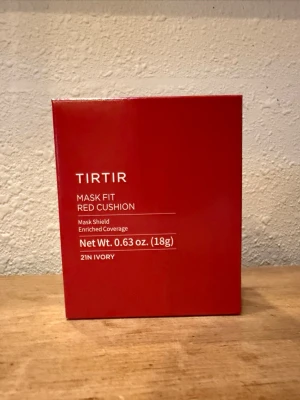 TIRTIR
MASK FIT
RED CUSHION
Mask Shield
Enriched Coverage
Net Wt. 0.63 oz. (18g)
21N IVORY